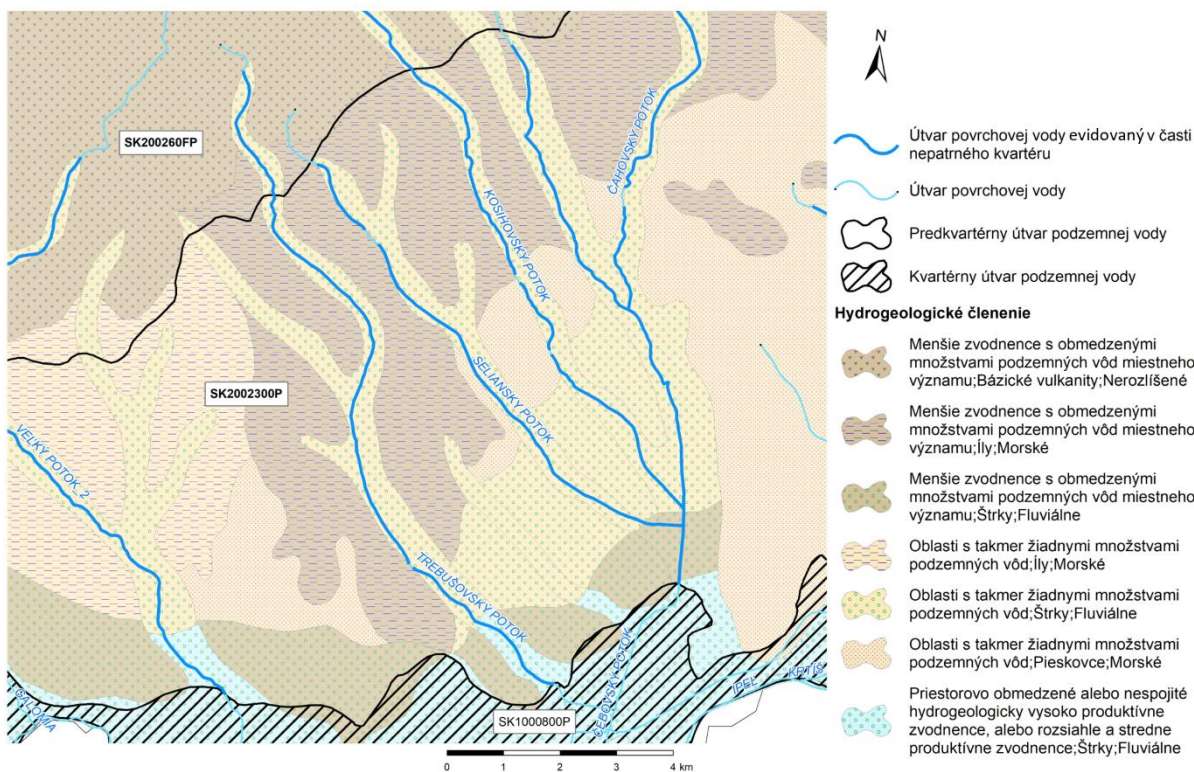 SK200260FP
ČAHOVSKÝ POTOK
KOSIHOVSKÝ POTOK
SELIANSKY POTOK
SK2002300P
VEĽKÝ POTOK_2
TREBUŠOVSKÝ POTOK
ČEBOVSKÝ POTOK
IPEĽ
KRTÍŠ
GALOMIA
SK1000800P
0 1 2 3 4 km
N
Útvar povrchovej vody evidovaný v časti
nepatrného kvartéru
Útvar povrchovej vody
Predkvartérny útvar podzemnej vody
Kvartérny útvar podzemnej vody
Hydrogeologické členenie
Menšie zvodnence s obmedzenými
množstvami podzemných vôd miestneho
významu;Bázické vulkanity;Nerozlíšené
Menšie zvodnence s obmedzenými
množstvami podzemných vôd miestneho
významu;Íly;Morské
Menšie zvodnence s obmedzenými
množstvami podzemných vôd miestneho
významu;Štrky;Fluviálne
Oblasti s takmer žiadnymi množstvami
podzemných vôd;Íly;Morské
Oblasti s takmer žiadnymi množstvami
podzemných vôd;Štrky;Fluviálne
Oblasti s takmer žiadnymi množstvami
podzemných vôd;Pieskovce;Morské
Priestorovo obmedzené alebo nespojité
hydrogeologicky vysoko produktívne
zvodnence, alebo rozsiahle a stredne
produktívne zvodnence;Štrky;Fluviálne